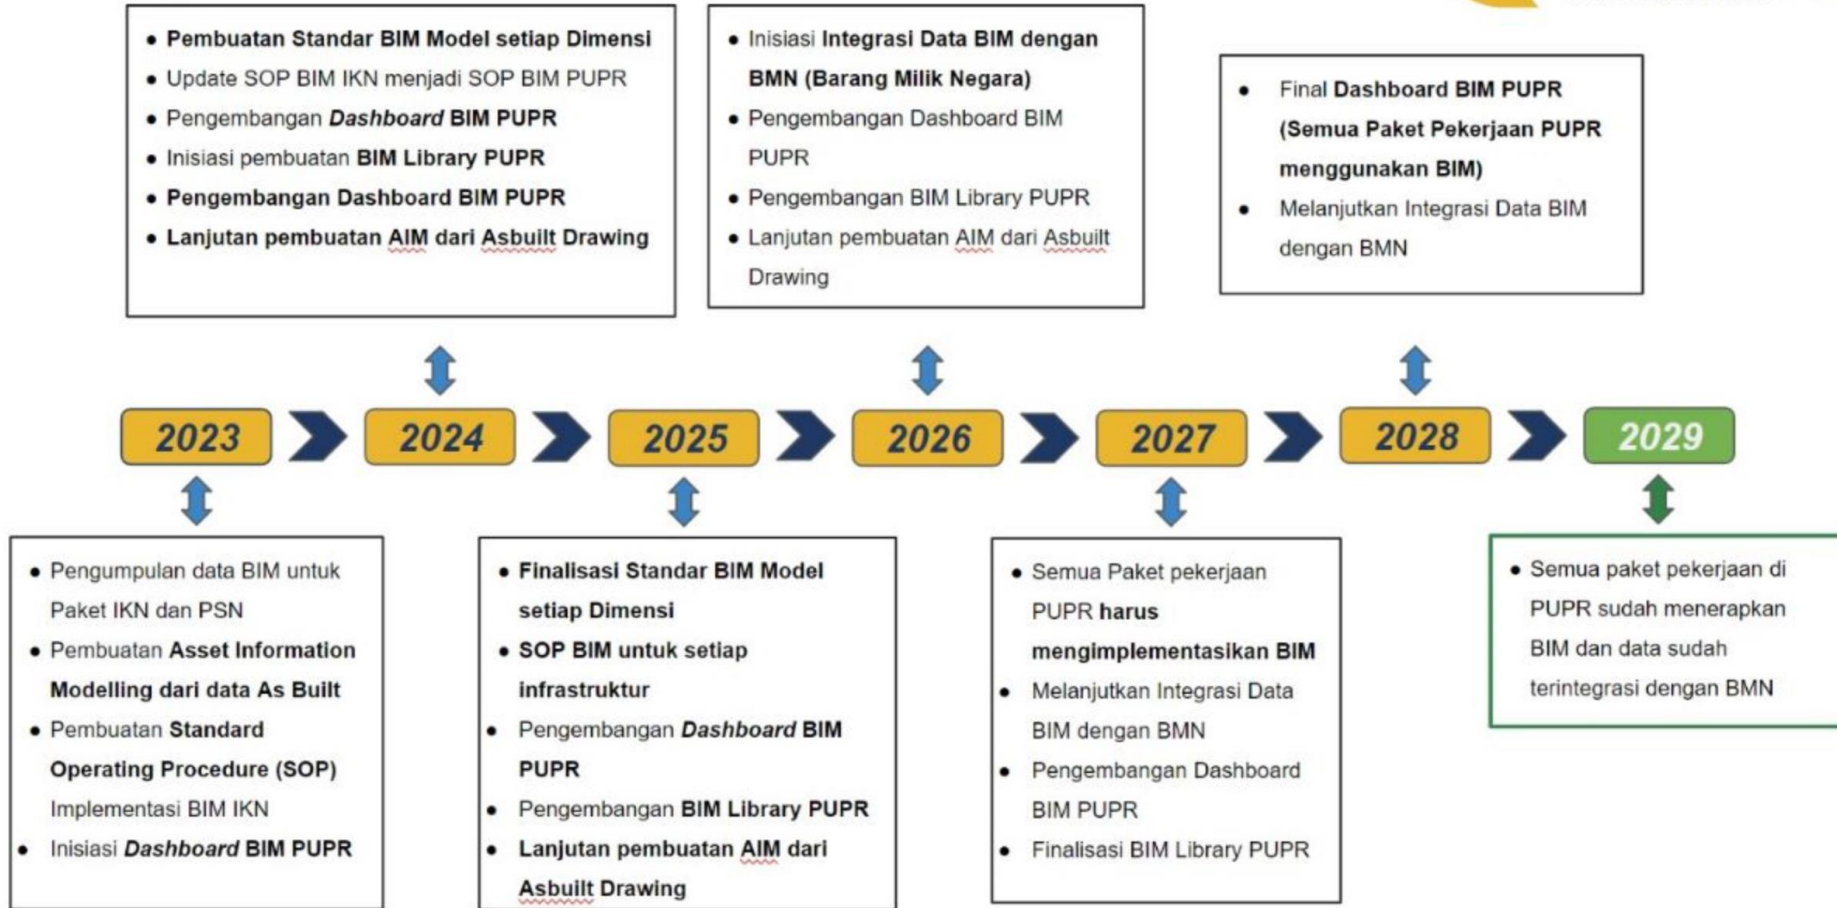 ● Pembuatan Standar BIM Model setiap Dimensi
● Update SOP BIM IKN menjadi SOP BIM PUPR
● Pengembangan Dashboard BIM PUPR
● Inisiasi pembuatan BIM Library PUPR
● Pengembangan Dashboard BIM PUPR
● Lanjutan pembuatan AIM dari Asbuilt Drawing
● Inisiasi Integrasi Data BIM dengan
BMN (Barang Milik Negara)
● Pengembangan Dashboard BIM
PUPR
● Pengembangan BIM Library PUPR
● Lanjutan pembuatan AIM dari Asbuilt
Drawing
● Final Dashboard BIM PUPR
(Semua Paket Pekerjaan PUPR
menggunakan BIM)
● Melanjutkan Integrasi Data BIM
dengan BMN
2023
2024
2025
2026
2027
2028
2029
● Pengumpulan data BIM untuk
Paket IKN dan PSN
● Pembuatan Asset Information
Modelling dari data As Built
● Pembuatan Standard
Operating Procedure (SOP)
Implementasi BIM IKN
● Inisiasi Dashboard BIM PUPR
● Finalisasi Standar BIM Model
setiap Dimensi
● SOP BIM untuk setiap
infrastruktur
● Pengembangan Dashboard BIM
PUPR
● Pengembangan BIM Library PUPR
● Lanjutan pembuatan AIM dari
Asbuilt Drawing
● Semua Paket pekerjaan
PUPR harus
mengimplementasikan BIM
● Melanjutkan Integrasi Data
BIM dengan BMN
● Pengembangan Dashboard
BIM PUPR
● Finalisasi BIM Library PUPR
● Semua paket pekerjaan di
PUPR sudah menerapkan
BIM dan data sudah
terintegrasi dengan BMN